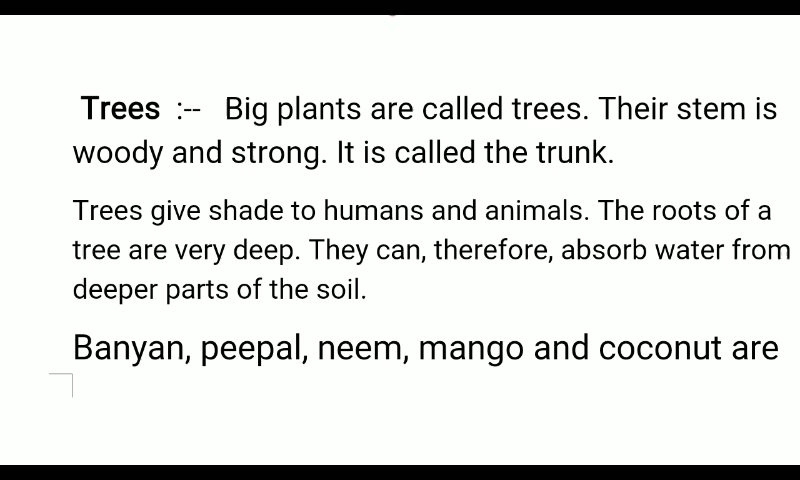 Trees :-- Big plants are called trees. Their stem is
woody and strong. It is called the trunk.
Trees give shade to humans and animals. The roots of a
tree are very deep. They can, therefore, absorb water from
deeper parts of the soil.
Banyan, peepal, neem, mango and coconut are